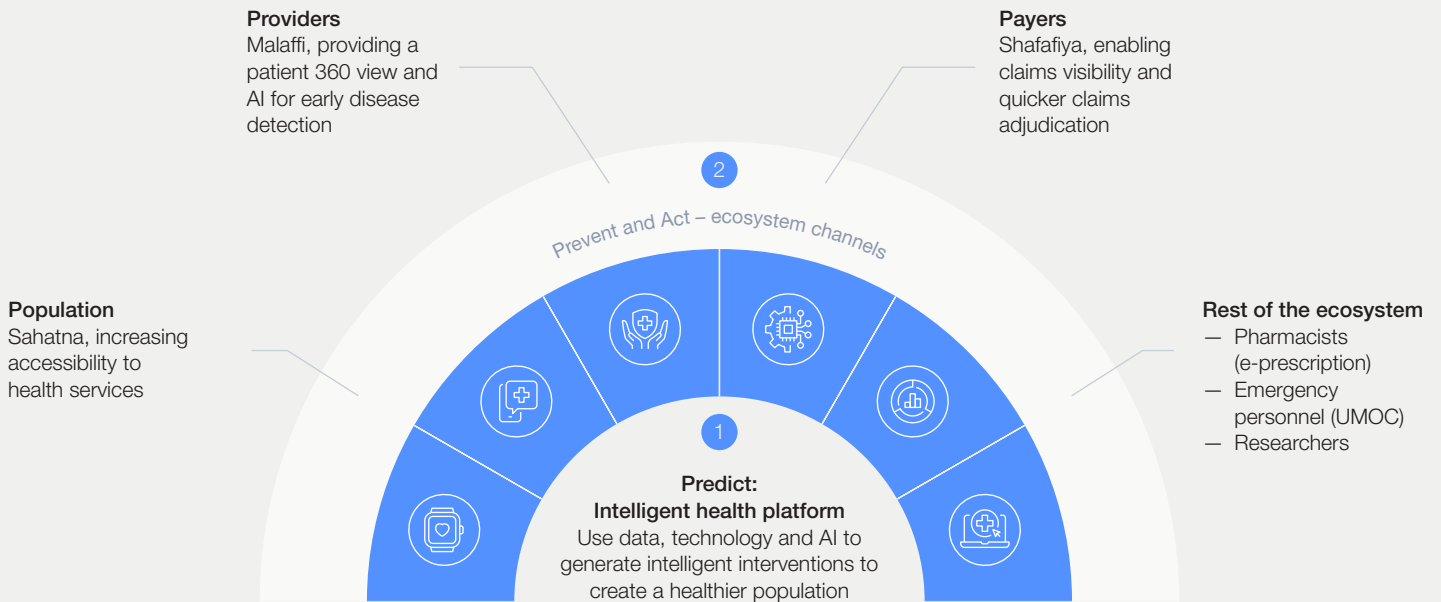 Providers
Malaffi, providing a
patient 360 view and
AI for early disease
detection
Payers
Shafafiya, enabling
claims visibility and
quicker claims
adjudication
2
Prevent and Act – ecosystem channels
Population
Sahatna, increasing
accessibility to
health services
Rest of the ecosystem
— Pharmacists
(e-prescription)
— Emergency
personnel (UMOC)
— Researchers
1
Predict:
Intelligent health platform
Use data, technology and AI to
generate intelligent interventions to
create a healthier population